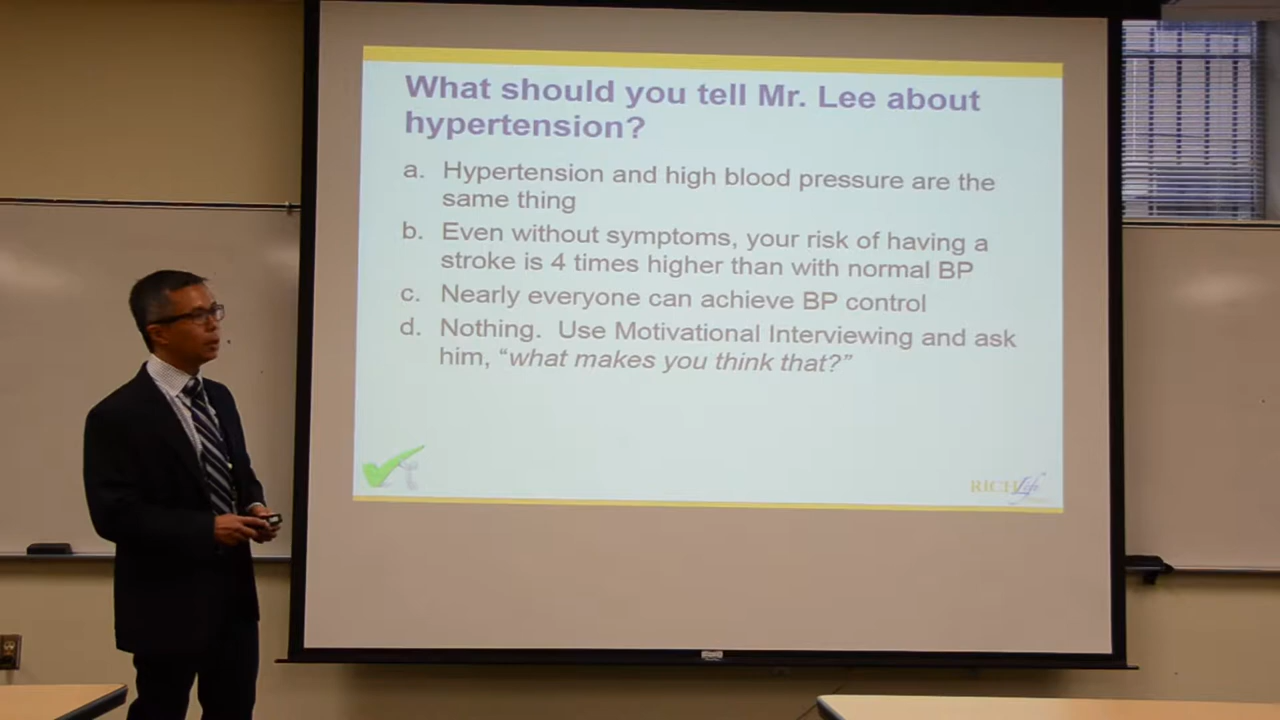 What should you tell Mr. Lee about
hypertension?
a. Hypertension and high blood pressure are the
same thing
b. Even without symptoms, your risk of having a
stroke is 4 times higher than with normal BP
c. Nearly everyone can achieve BP control
d. Nothing. Use Motivational Interviewing and ask
him, “what makes you think that?”
RICH Life